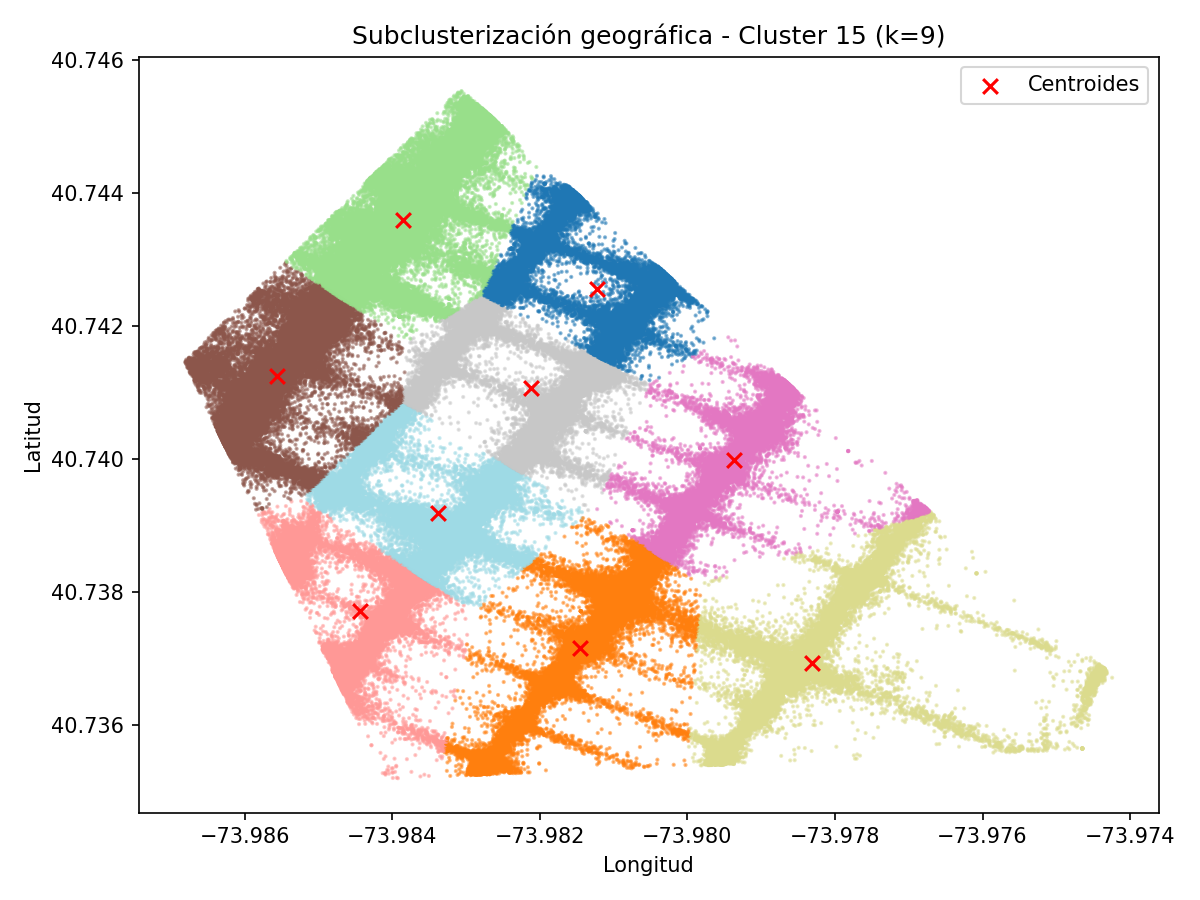 Subclusterización geográfica - Cluster 15 (k=9)
Centroides
40.746
40.744
40.742
40.740
40.738
40.736
Latitud
−73.986 −73.984 −73.982 −73.980 −73.978 −73.976 −73.974
Longitud